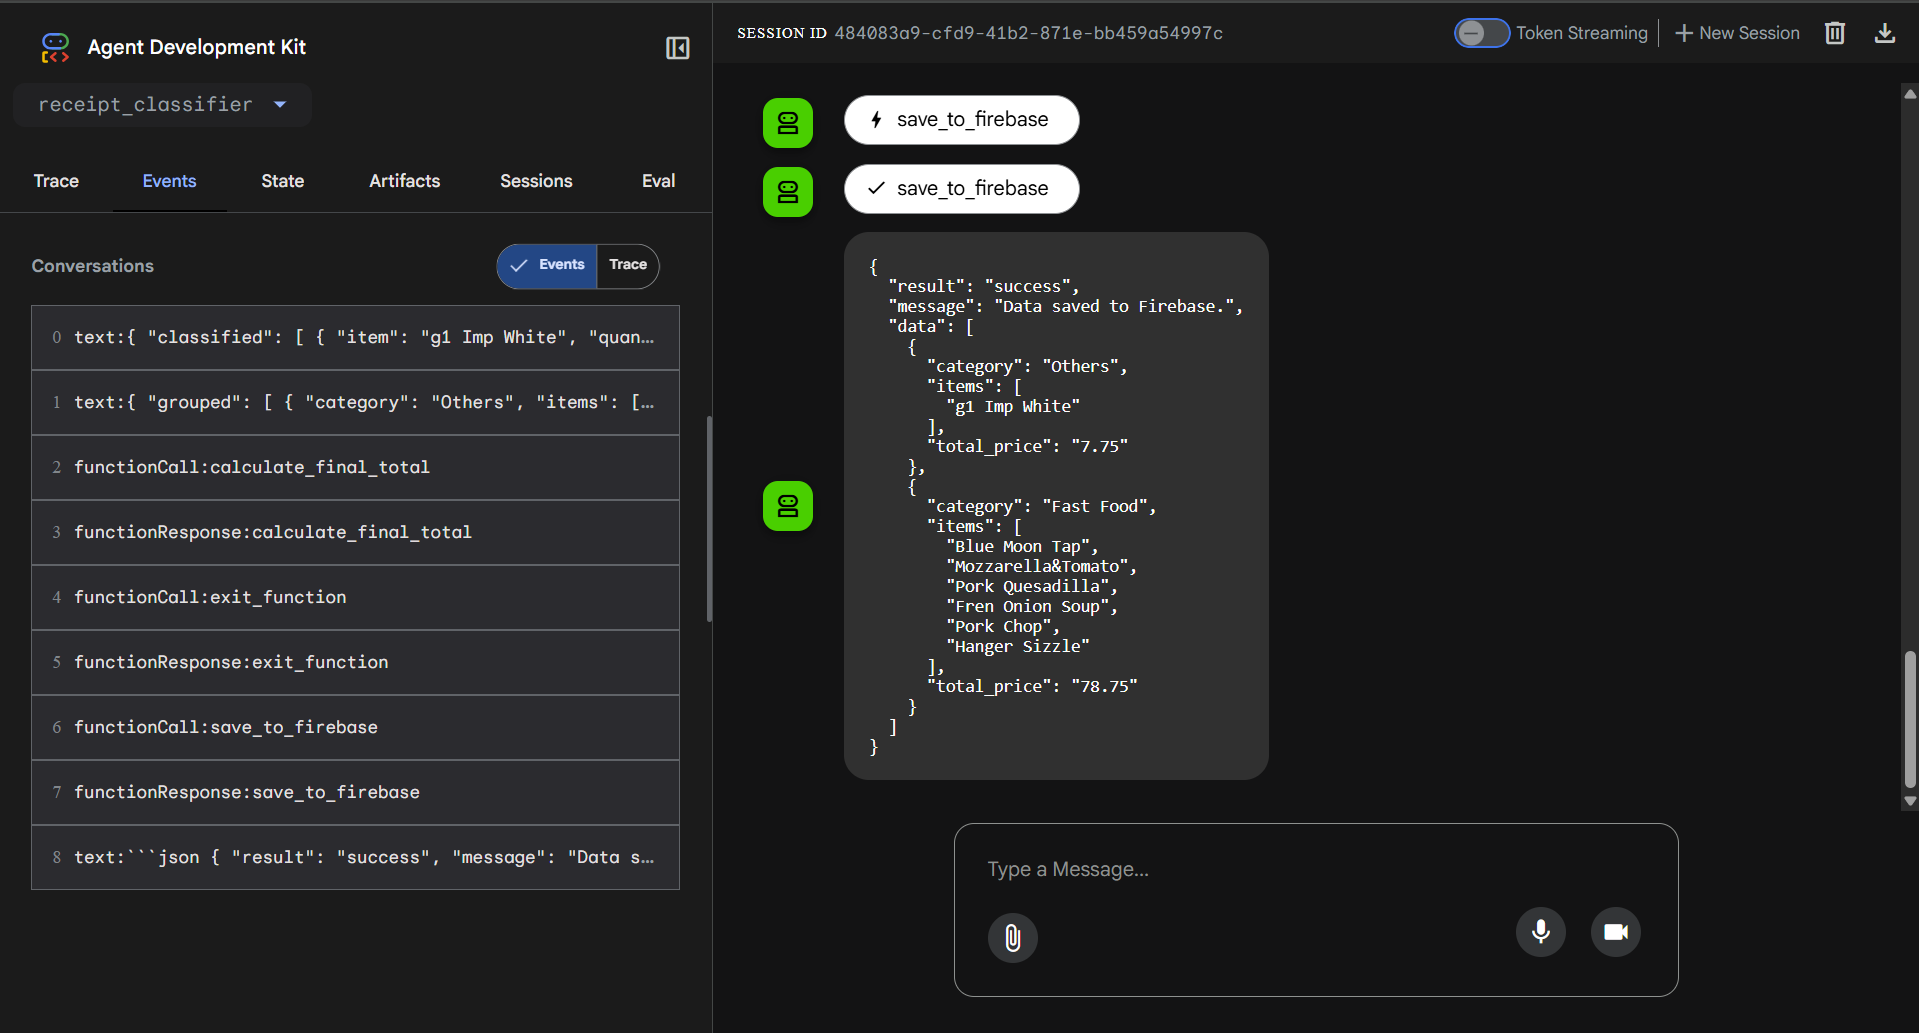 Agent Development Kit
receipt_classifier
Trace Events State Artifacts Sessions Eval
Conversations
Events Trace
0 text:{ "classified": [ { "item": "g1 Imp White", "quan...
1 text:{ "grouped": [ { "category": "Others", "items": [...
2 functionCall:calculate_final_total
3 functionResponse:calculate_final_total
4 functionCall:exit_function
5 functionResponse:exit_function
6 functionCall:save_to_firebase
7 functionResponse:save_to_firebase
8 text:```json { "result": "success", "message": "Data s...
SESSION ID 484083a9-cfd9-41b2-871e-bb459a54997c
Token Streaming
New Session
save_to_firebase
save_to_firebase
{
"result": "success",
"message": "Data saved to Firebase.",
"data": [
{
"category": "Others",
"items": [
"g1 Imp White"
],
"total_price": "7.75"
},
{
"category": "Fast Food",
"items": [
"Blue Moon Tap",
"Mozzarella&Tomato",
"Pork Quesadilla",
"Fren Onion Soup",
"Pork Chop",
"Hanger Sizzle"
],
"total_price": "78.75"
}
]
}
Type a Message...